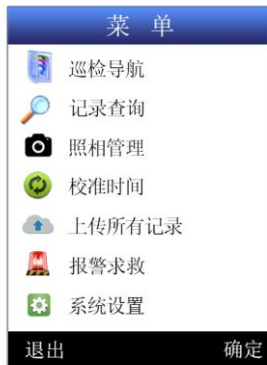 菜 单
巡检导航
记录查询
照相管理
校准时间
上传所有记录
报警求救
系统设置
退出 确定